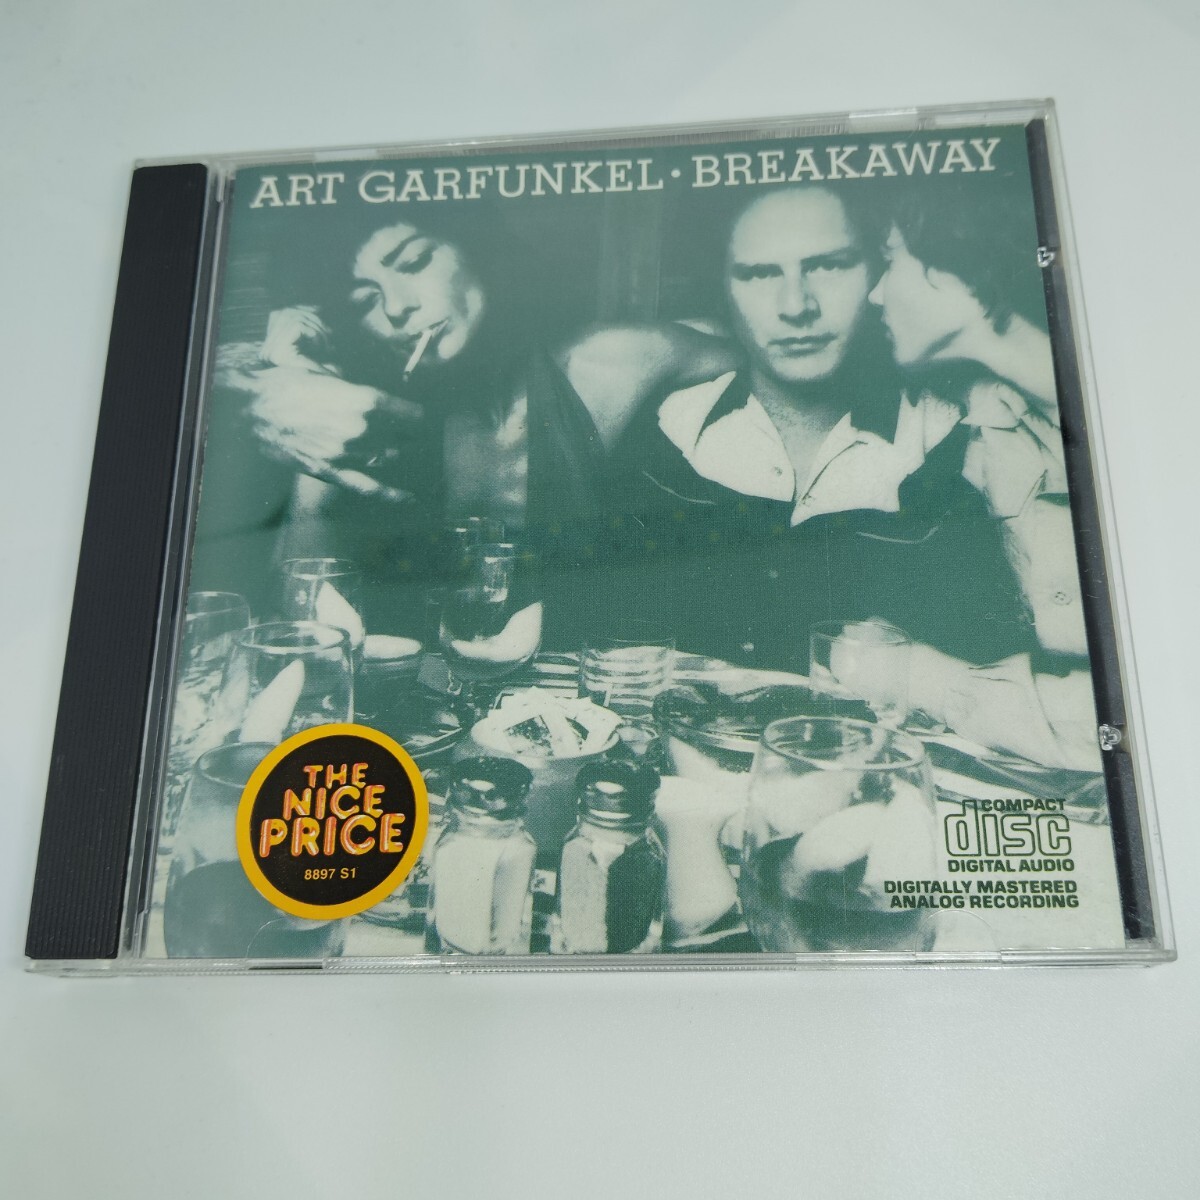 ART GARFUNKEL · BREAKAWAY
THE
NICE
PRICE
8897 S1
COMPACT
disc
DIGITAL AUDIO
DIGITALLY MASTERED
ANALOG RECORDING